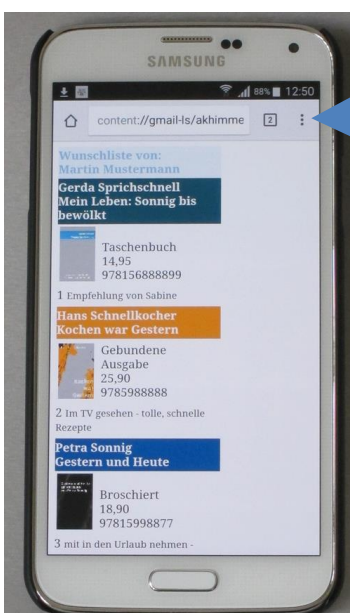 SAMSUNG
88% 12:50
content://gmail-ls/akhimme 2
Wunschliste von:
Martin Mustermann
Gerda Sprichschnell
Mein Leben: Sonnig bis
bewölkt
Taschenbuch
14,95
978156888899
1 Empfehlung von Sabine
Hans Schnellkocher
Kochen war Gestern
Gebundene
Ausgabe
25,90
9785988888
2 Im TV gesehen - tolle, schnelle
Rezepte
Petra Sonnig
Gestern und Heute
Broschiert
18,90
97815998877
3 mit in den Urlaub nehmen -